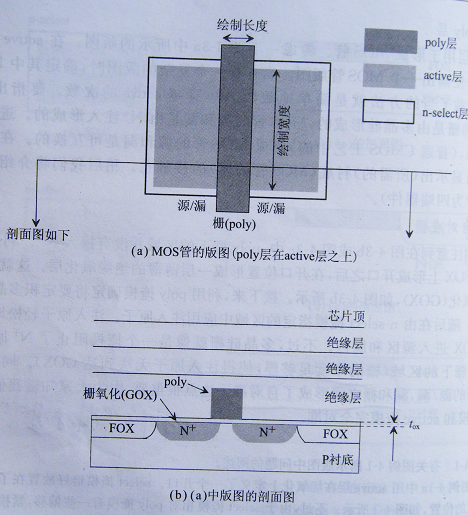 绘制长度
poly层
active层
n-select层
绘制宽度
源/漏
源/漏
栅(poly)
剖面图如下
(a) MOS管的版图(poly层在active层之上)
芯片顶
绝缘层
绝缘层
poly
绝缘层
栅氧化(GOX)
tox
FOX
N+
N+
FOX
P衬底
(b) (a)中版图的剖面图